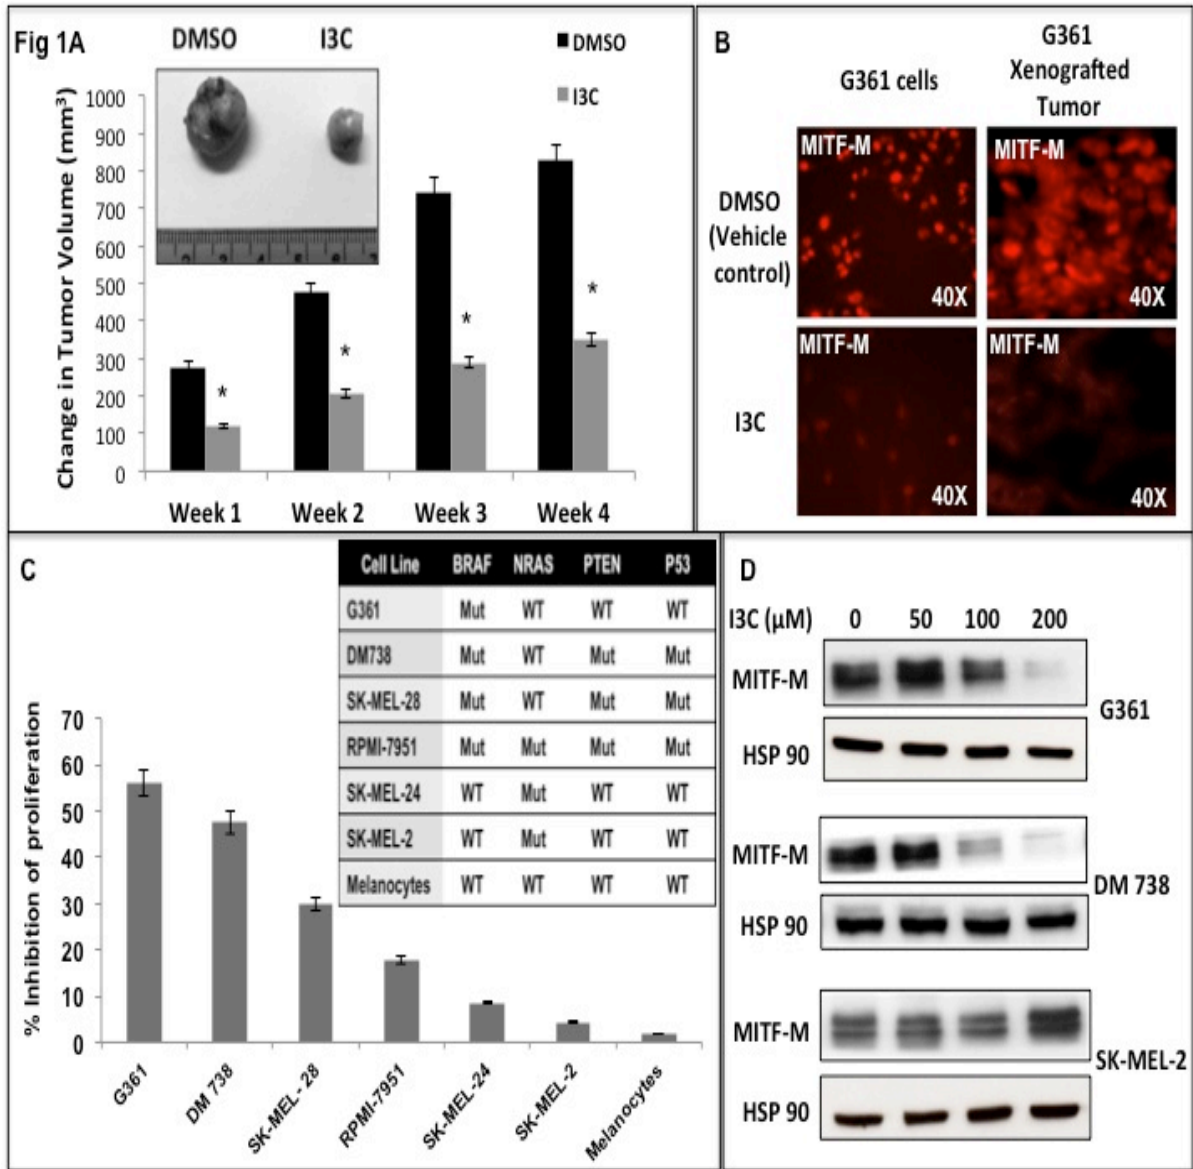 Fig 1A
DMSO I3C
DMSO
I3C
Change in Tumor Volume (mm³)
1000
900
800
700
600
500
400
300
200
100
0
*
*
*
*
Week 1 Week 2 Week 3 Week 4
B
G361 cells
G361
Xenografted
Tumor
DMSO
(Vehicle
control)
MITF-M MITF-M
40X 40X
I3C
MITF-M MITF-M
40X 40X
C
Cell Line BRAF NRAS PTEN P53
G361 Mut WT WT WT
DM738 Mut WT Mut Mut
SK-MEL-28 Mut WT Mut Mut
RPMI-7951 Mut Mut Mut Mut
SK-MEL-24 WT Mut WT WT
SK-MEL-2 WT Mut WT WT
Melanocytes WT WT WT WT
% Inhibition of proliferation
70
60
50
40
30
20
10
0
G361
DM 738
SK-MEL - 28
RPMI-7951
SK-MEL-24
SK-MEL-2
Melanocytes
D
I3C (µM) 0 50 100 200
MITF-M
G361
HSP 90
MITF-M
DM 738
HSP 90
MITF-M
SK-MEL-2
HSP 90